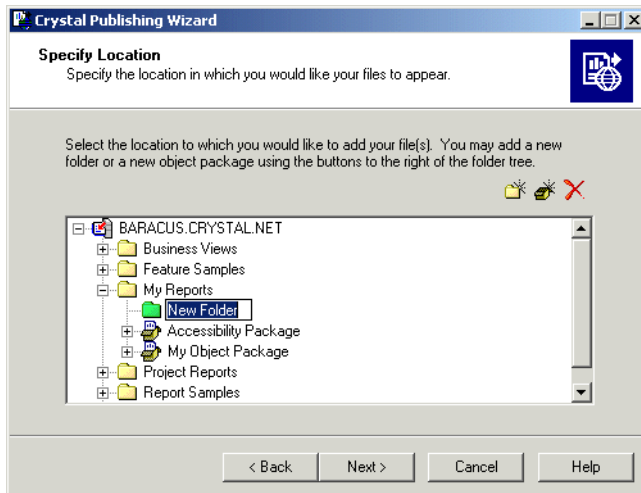 Crystal Publishing Wizard
Specify Location
Specify the location in which you would like your files to appear.
Select the location to which you would like to add your file(s). You may add a new
folder or a new object package using the buttons to the right of the folder tree.
BARACUS.CRYSTAL.NET
Business Views
Feature Samples
My Reports
New Folder
Accessibility Package
My Object Package
Project Reports
Report Samples
< Back
Next >
Cancel
Help